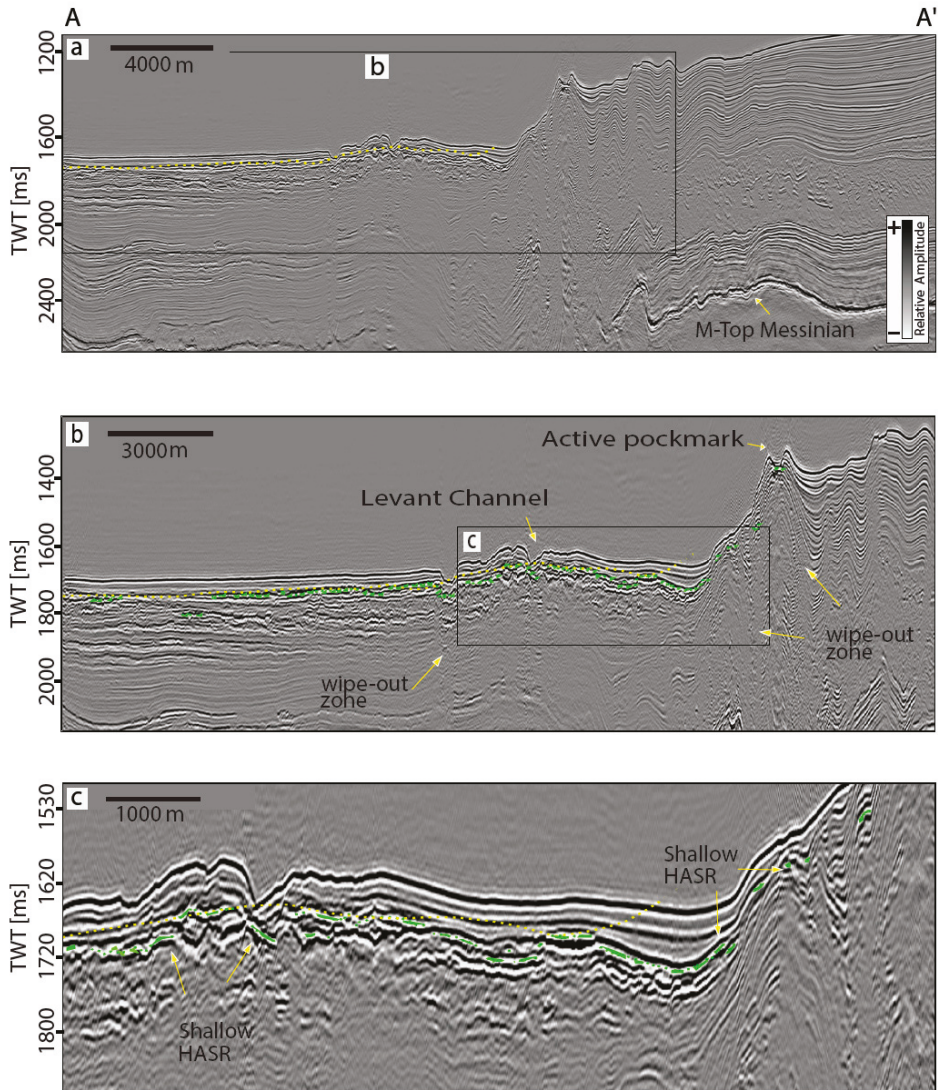 A A'
a
4000 m
b
1200
1600
2000
2400
TWT [ms]
+
−
Relative Amplitude
M-Top Messinian
b
3000m
Active pockmark
Levant Channel
c
1400
1600
1800
2000
TWT [ms]
wipe-out
zone
wipe-out
zone
c
1000 m
1530
1620
1720
1800
TWT [ms]
Shallow
HASR
Shallow
HASR